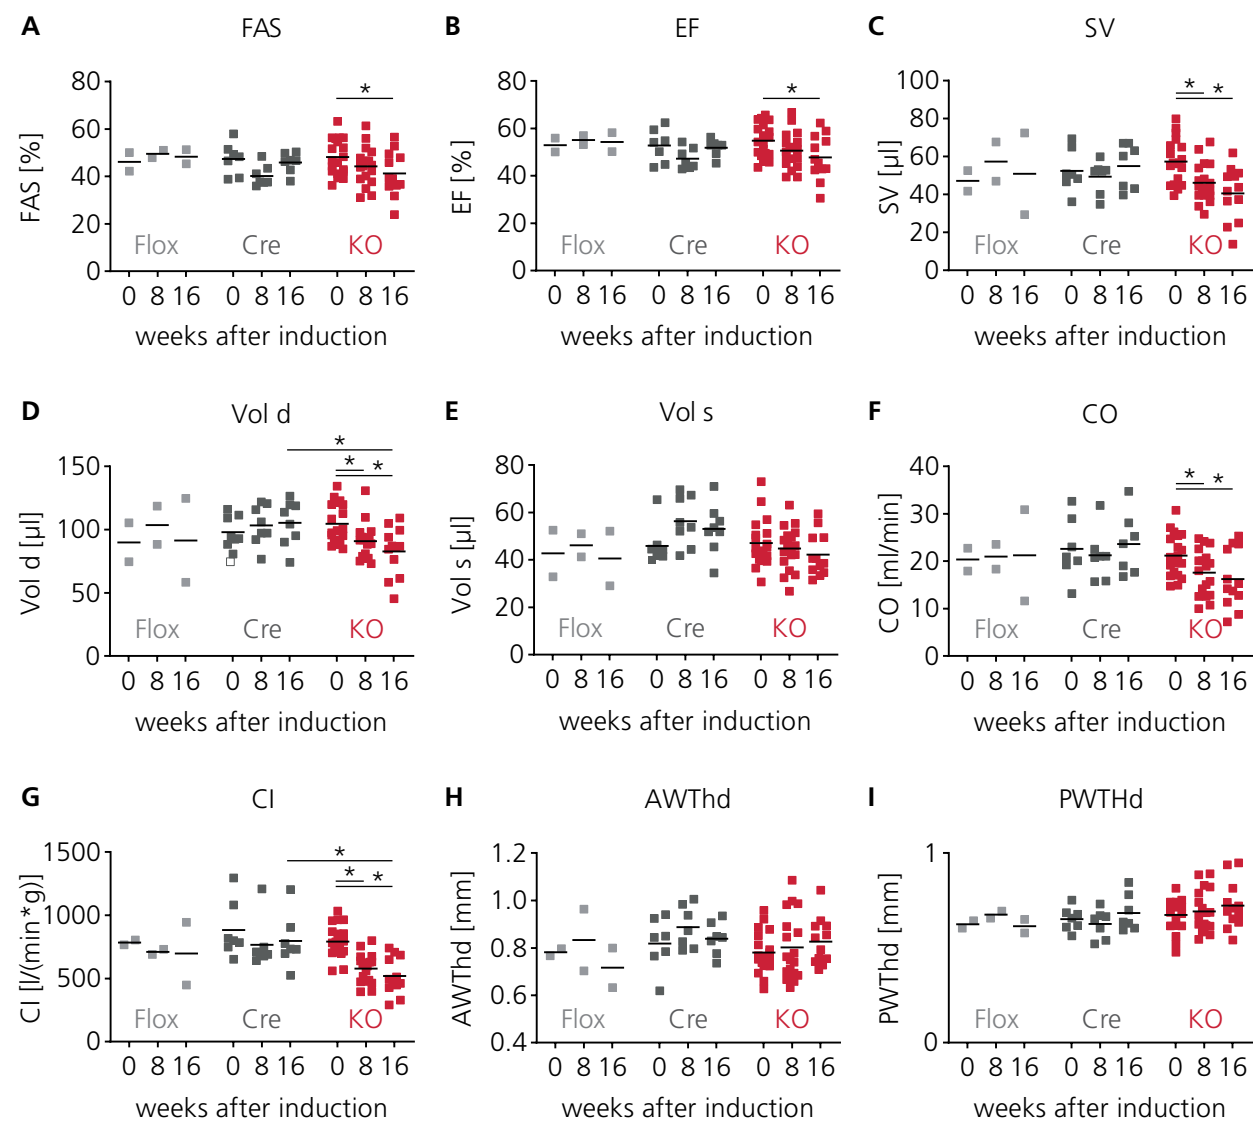 A FAS
FAS [%]
80
60
40
20
0
*
Flox Cre KO
0 8 16 0 8 16 0 8 16
weeks after induction
B EF
EF [%]
80
60
40
20
0
*
Flox Cre KO
0 8 16 0 8 16 0 8 16
weeks after induction
C SV
SV [µl]
100
80
60
40
20
0
* *
Flox Cre KO
0 8 16 0 8 16 0 8 16
weeks after induction
D Vol d
Vol d [µl]
150
100
50
0
*
* *
Flox Cre KO
0 8 16 0 8 16 0 8 16
weeks after induction
E Vol s
Vol s [µl]
80
60
40
20
0
Flox Cre KO
0 8 16 0 8 16 0 8 16
weeks after induction
F CO
CO [ml/min]
40
30
20
10
0
* *
Flox Cre KO
0 8 16 0 8 16 0 8 16
weeks after induction
G CI
CI [l/(min*g)]
1500
1000
500
0
*
* *
Flox Cre KO
0 8 16 0 8 16 0 8 16
weeks after induction
H AWThd
AWThd [mm]
1.2
1.0
0.8
0.6
0.4
Flox Cre KO
0 8 16 0 8 16 0 8 16
weeks after induction
I PWTHd
PWThd [mm]
1
0
Flox Cre KO
0 8 16 0 8 16 0 8 16
weeks after induction